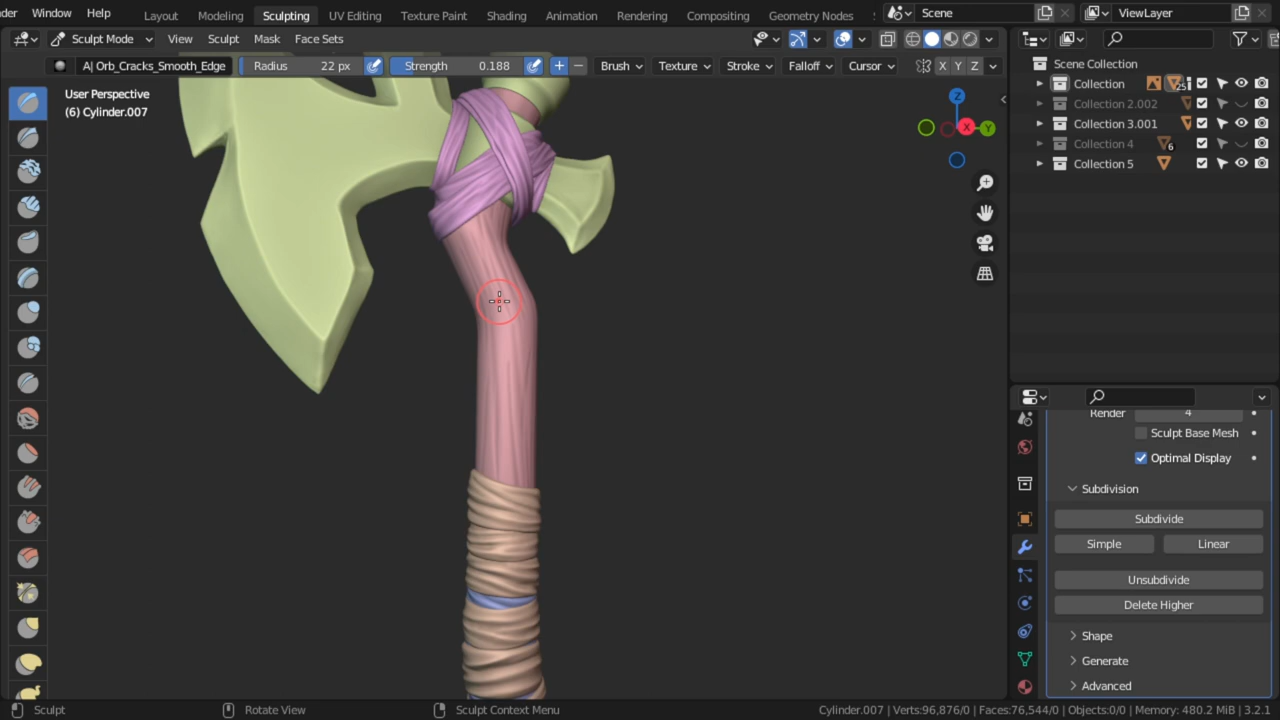 der Window Help Layout Modeling Sculpting UV Editing Texture Paint Shading Animation Rendering Compositing Geometry Nodes Scene ViewLayer
Sculpt Mode View Sculpt Mask Face Sets
A| Orb_Cracks_Smooth_Edge Radius 22 px Strength 0.188 Brush Texture Stroke Falloff Cursor X Y Z
User Perspective
(6) Cylinder.007
Z
X
Y
Scene Collection
Collection 25
Collection 2.002
Collection 3.001
Collection 4 6
Collection 5
Render 4
Sculpt Base Mesh
Optimal Display
Subdivision
Subdivide
Simple Linear
Unsubdivide
Delete Higher
Shape
Generate
Advanced
Sculpt Rotate View Sculpt Context Menu Cylinder.007 | Verts:96,876/0 | Faces:76,544/0 | Objects:0/0 | Memory: 480.2 MiB | 3.2.1